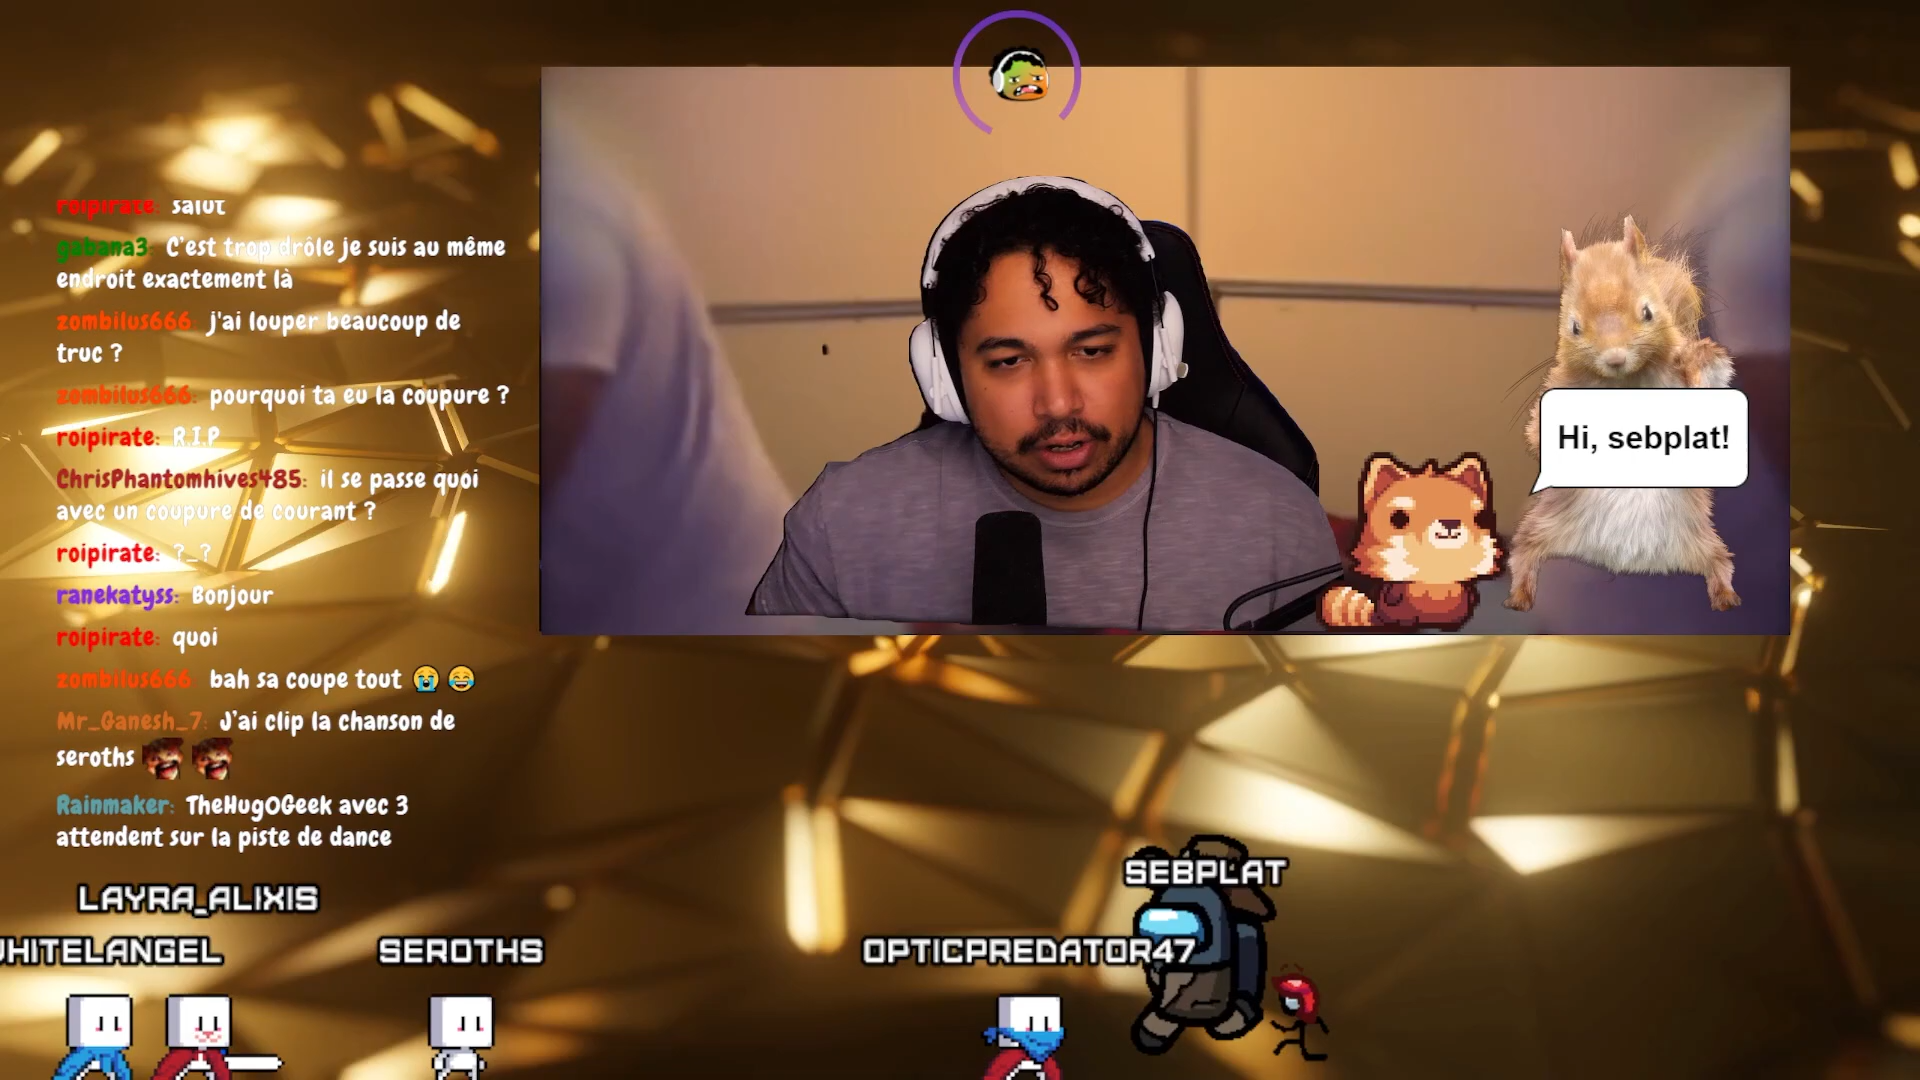 roipirate: salut
gabana3: C'est trop drôle je suis au même
endroit exactement là
zombilus666: j'ai louper beaucoup de
truc ?
zombilus666: pourquoi ta eu la coupure ?
roipirate: R.I.P
ChrisPhantomhives485: il se passe quoi
avec un coupure de courant ?
roipirate: ?_?
ranekatyss: Bonjour
roipirate: quoi
zombilus666: bah sa coupe tout 😭 😂
Mr_Ganesh_7: J'ai clip la chanson de
seroths
Rainmaker: TheHugOGeek avec 3
attendent sur la piste de dance
Hi, sebplat!
SEBPLAT
LAYRA_ALIXIS
WHITELANGEL
SEROTHS
OPTICPREDATOR47